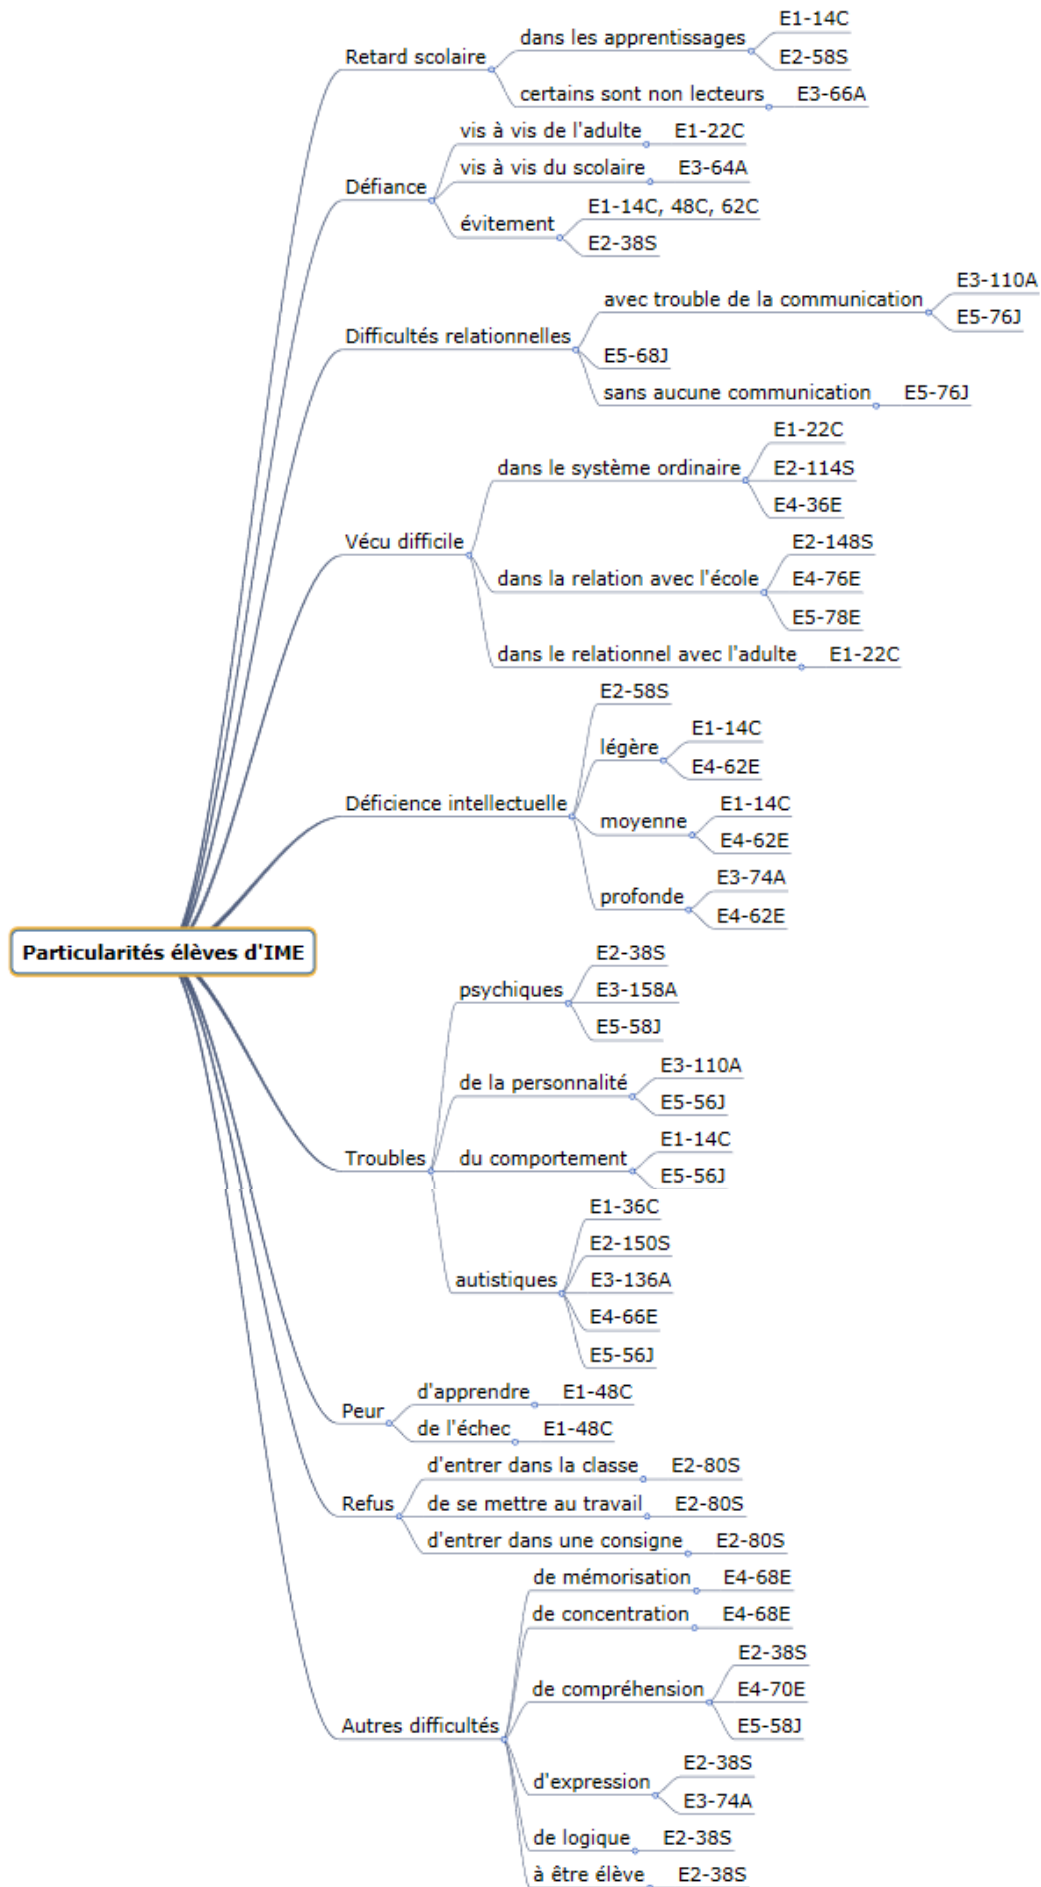 Particularités élèves d'IME
Retard scolaire
dans les apprentissages
E1-14C
E2-58S
certains sont non lecteurs
E3-66A
Défiance
vis à vis de l'adulte
E1-22C
vis à vis du scolaire
E3-64A
évitement
E1-14C, 48C, 62C
E2-38S
Difficultés relationnelles
avec trouble de la communication
E3-110A
E5-76J
E5-68J
sans aucune communication
E5-76J
Vécu difficile
dans le système ordinaire
E1-22C
E2-114S
E4-36E
dans la relation avec l'école
E2-148S
E4-76E
E5-78E
dans le relationnel avec l'adulte
E1-22C
Déficience intellectuelle
E2-58S
légère
E1-14C
E4-62E
moyenne
E1-14C
E4-62E
profonde
E3-74A
E4-62E
Troubles
psychiques
E2-38S
E3-158A
E5-58J
de la personnalité
E3-110A
E5-56J
du comportement
E1-14C
E5-56J
autistiques
E1-36C
E2-150S
E3-136A
E4-66E
E5-56J
Peur
d'apprendre
E1-48C
de l'échec
E1-48C
Refus
d'entrer dans la classe
E2-80S
de se mettre au travail
E2-80S
d'entrer dans une consigne
E2-80S
Autres difficultés
de mémorisation
E4-68E
de concentration
E4-68E
de compréhension
E2-38S
E4-70E
E5-58J
d'expression
E2-38S
E3-74A
de logique
E2-38S
à être élève
E2-38S